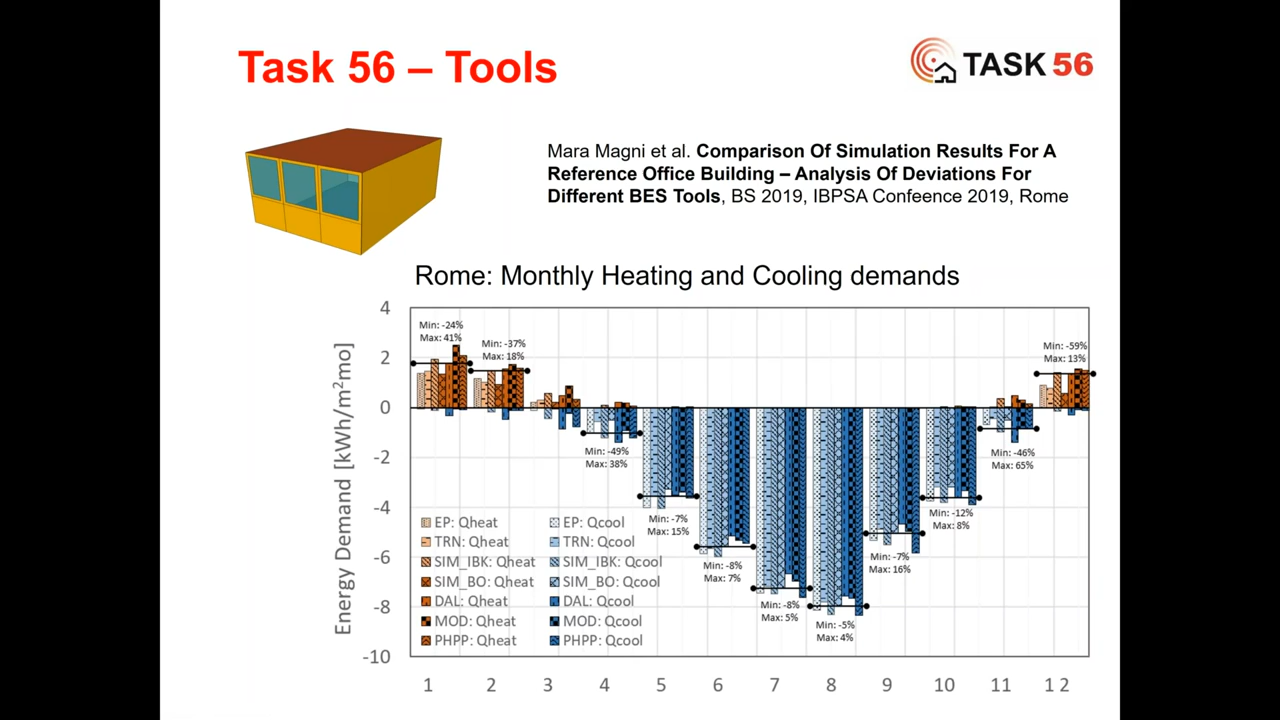 Task 56 – Tools
TASK 56
Mara Magni et al. Comparison Of Simulation Results For A
Reference Office Building – Analysis Of Deviations For
Different BES Tools, BS 2019, IBPSA Confeence 2019, Rome
Rome: Monthly Heating and Cooling demands
Energy Demand [kWh/m²mo]
4
2
0
-2
-4
-6
-8
-10
Min: -24%
Max: 41%
Min: -37%
Max: 18%
Min: -49%
Max: 38%
Min: -7%
Max: 15%
Min: -8%
Max: 7%
Min: -8%
Max: 5%
Min: -5%
Max: 4%
Min: -7%
Max: 16%
Min: -12%
Max: 8%
Min: -46%
Max: 65%
Min: -59%
Max: 13%
EP: Qheat EP: Qcool
TRN: Qheat TRN: Qcool
SIM_IBK: Qheat SIM_IBK: Qcool
SIM_BO: Qheat SIM_BO: Qcool
DAL: Qheat DAL: Qcool
MOD: Qheat MOD: Qcool
PHPP: Qheat PHPP: Qcool
1 2 3 4 5 6 7 8 9 10 11 12